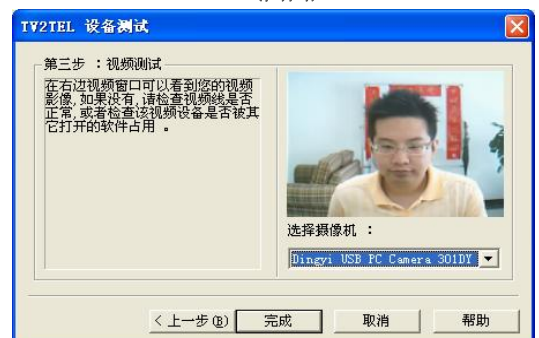 TV2TEL 设备测试
第三步 ：视频测试
在右边视频窗口可以看到您的视频
影像,如果没有,请检查视频线是否
正常,或者检查该视频设备是否被其
它打开的软件占用 。
选择摄像机 ：
Dingyi USB PC Camera 301DY
< 上一步(B)
完成
取消
帮助